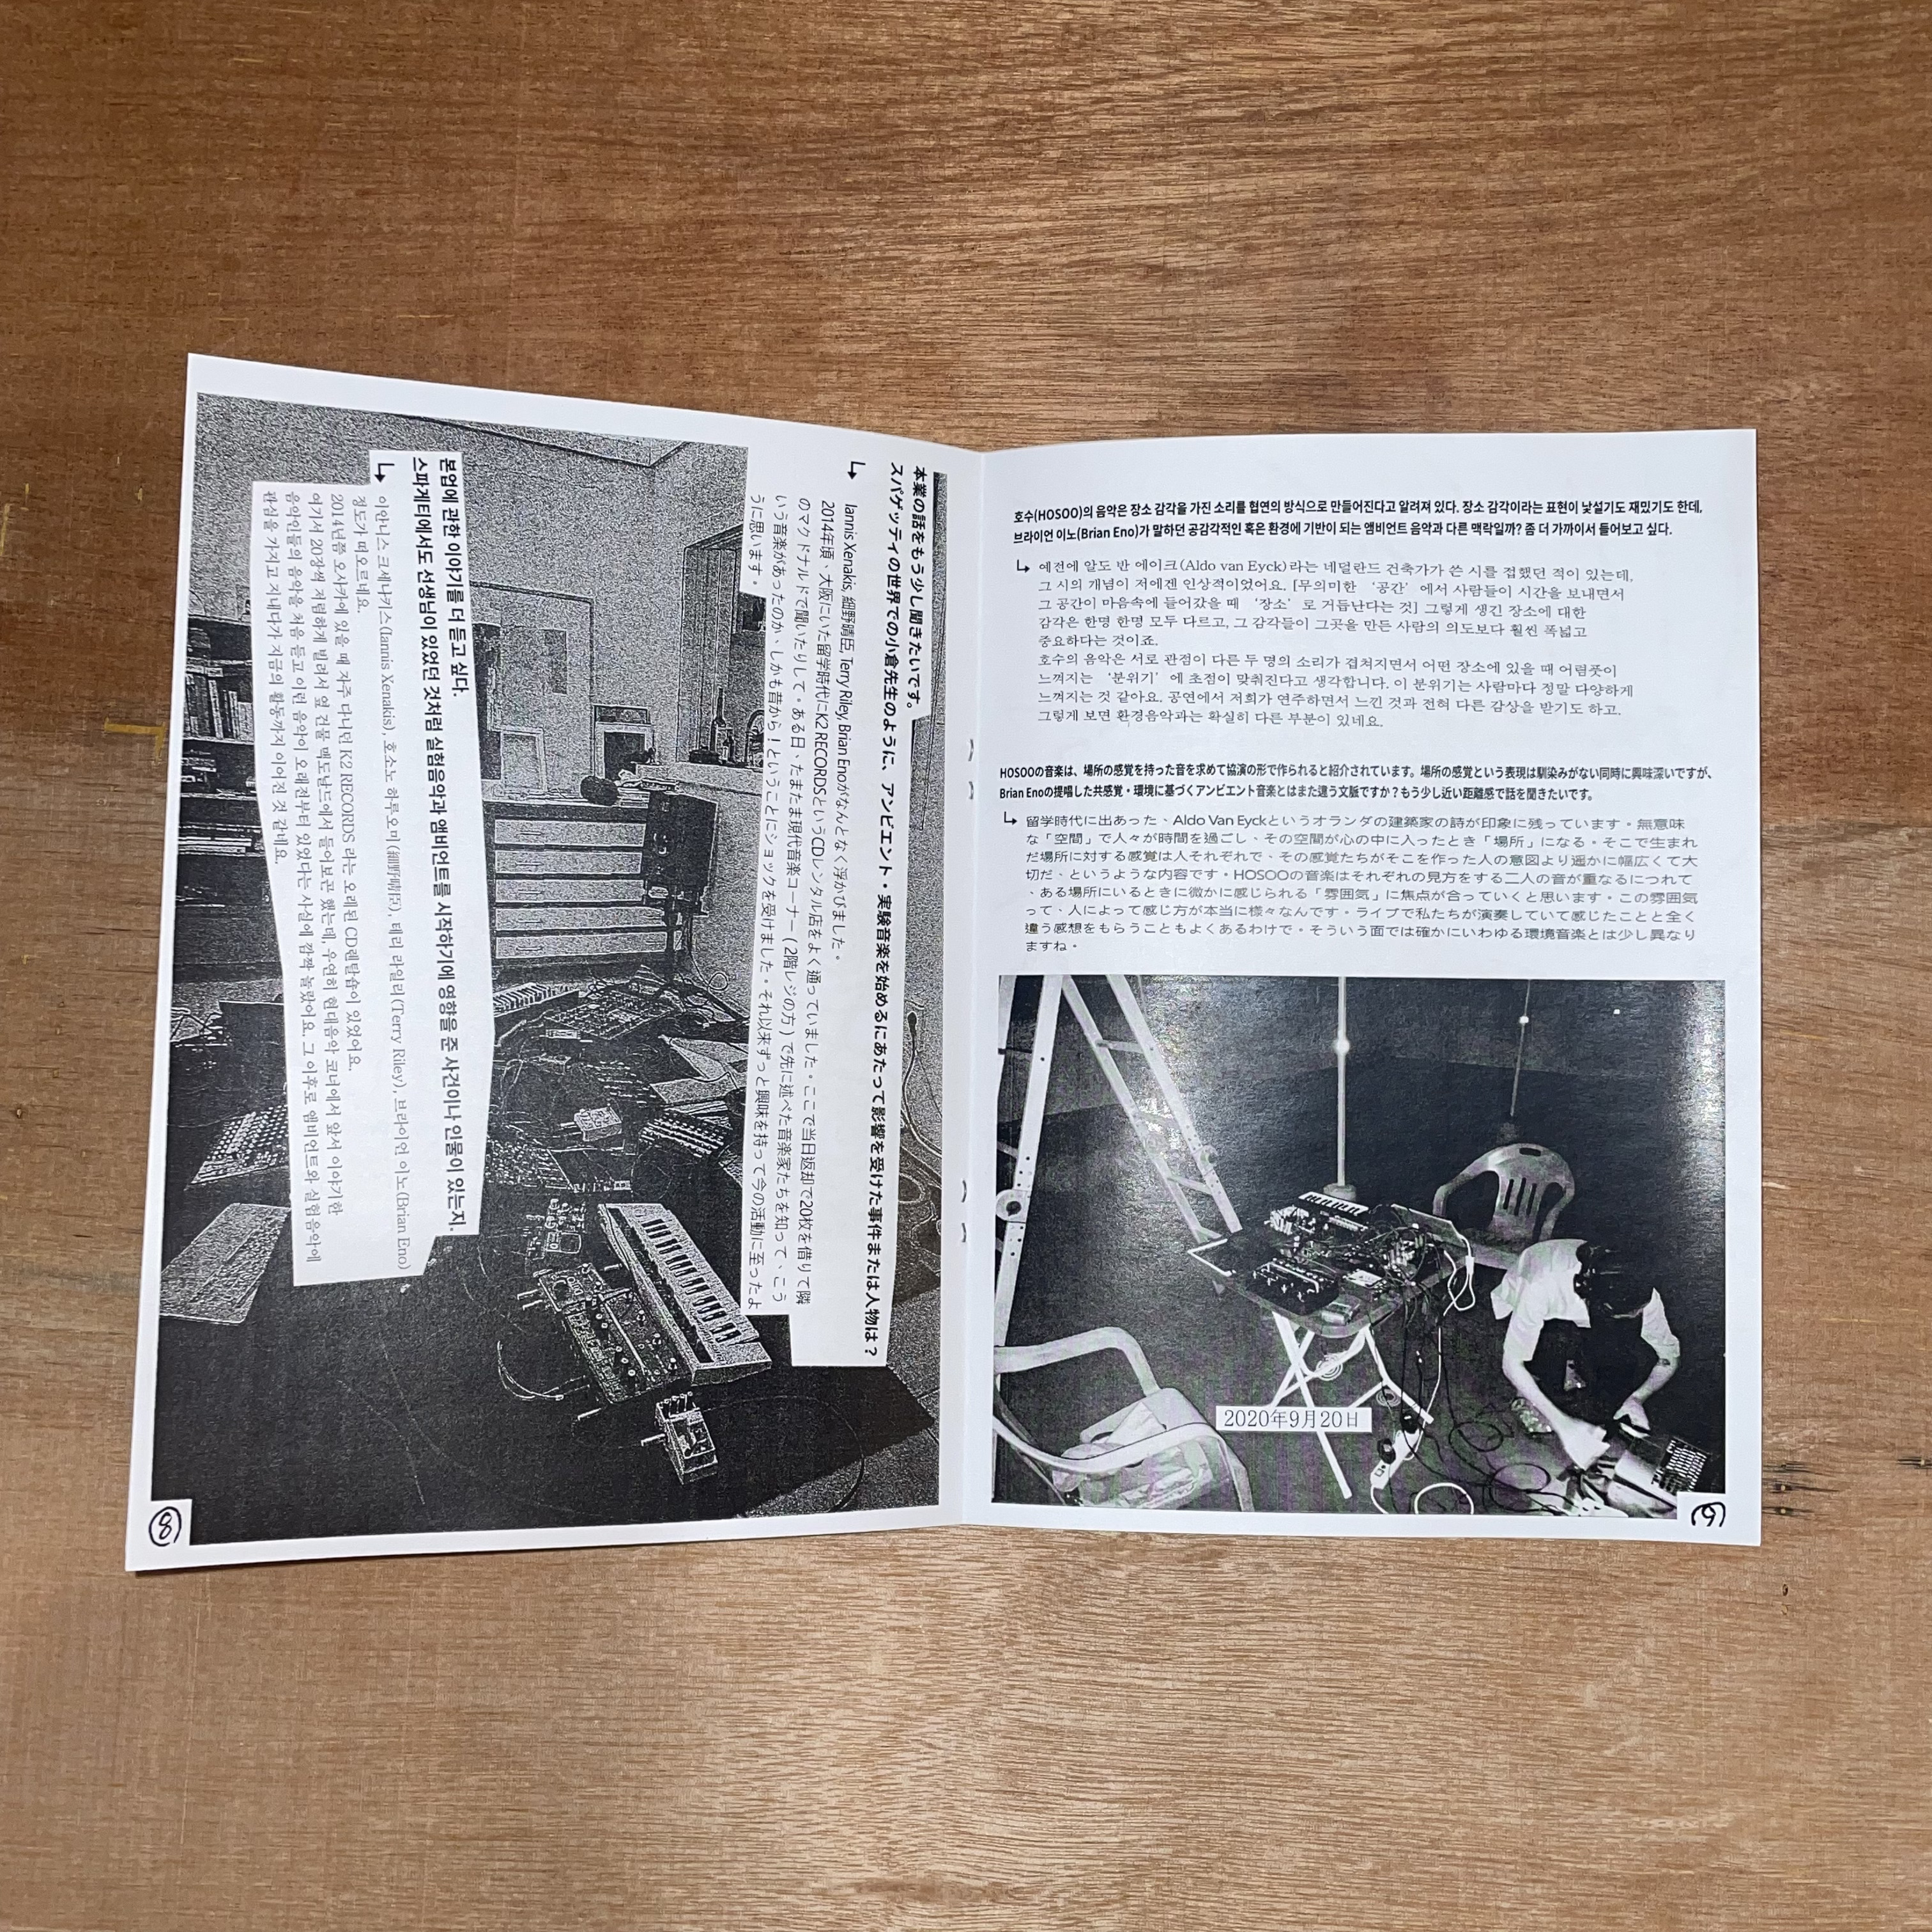 本業の話をもう少し聞きたいです。
スパゲッティの世界での小倉先生のように、アンビエント・実験音楽を始めるにあたって影響を受けた事件または人物は？
↳ Iannis Xenakis, 細野晴臣, Terry Riley, Brian Enoがなんとなく浮かびました。
2014年頃、大阪にいた留学時代にK2 RECORDSというCDレンタル店をよく通っていました。ここで当日返却で20枚を借りて隣
のマクドナルドで聞いたりして。ある日、たまたま現代音楽コーナー(2階レジの方)で先に述べた音楽家たちを知って、こう
いう音楽があったのか、しかも昔から！ということにショックを受けました。それ以来ずっと興味を持って今の活動に至ったよ
うに思います。
본업에 관한 이야기를 더 듣고 싶다.
스파게티에서도 선생님이 있었던 것처럼 실험음악과 앰비언트를 시작하기에 영향을 준 사건이나 인물이 있는지.
↳ 이안니스 크세나키스(Iannis Xenakis), 호소노 하루오미(細野晴臣), 테리 라일리(Terry Riley), 브라이언 이노(Brian Eno)
정도가 떠오르네요.
2014년쯤 오사카에 있을 때 자주 다니던 K2 RECORDS 라는 오래된 CD렌탈숍이 있었어요.
여기서 20장씩 저렴하게 빌려서 옆 건물 맥도날드에서 들어보곤 했는데, 우연히 현대음악 코너에서 앞서 이야기한
음악인들의 음악을 처음 듣고 이런 음악이 오래전부터 있었다는 사실에 깜짝 놀랐어요. 그 이후로 앰비언트와 실험음악에
관심을 가지고 지내다가 지금의 활동까지 이어진 것 같네요.
⑧
호수(HOSOO)의 음악은 장소 감각을 가진 소리를 협연의 방식으로 만들어진다고 알려져 있다. 장소 감각이라는 표현이 낯설기도 재밌기도 한데,
브라이언 이노(Brian Eno)가 말하던 공감각적인 혹은 환경에 기반이 되는 앰비언트 음악과 다른 맥락일까? 좀 더 가까이서 들어보고 싶다.
↳ 예전에 알도 반 에이크(Aldo van Eyck)라는 네덜란드 건축가가 쓴 시를 접했던 적이 있는데,
그 시의 개념이 저에겐 인상적이었어요. [무의미한 ‘공간’에서 사람들이 시간을 보내면서
그 공간이 마음속에 들어갔을 때 ‘장소’로 거듭난다는 것] 그렇게 생긴 장소에 대한
감각은 한명 한명 모두 다르고, 그 감각들이 그곳을 만든 사람의 의도보다 훨씬 폭넓고
중요하다는 것이죠.
호수의 음악은 서로 관점이 다른 두 명의 소리가 겹쳐지면서 어떤 장소에 있을 때 어렴풋이
느껴지는 ‘분위기’에 초점이 맞춰진다고 생각합니다. 이 분위기는 사람마다 정말 다양하게
느껴지는 것 같아요. 공연에서 저희가 연주하면서 느낀 것과 전혀 다른 감상을 받기도 하고.
그렇게 보면 환경음악과는 확실히 다른 부분이 있네요.
HOSOOの音楽は、場所の感覚を持った音を求めて協演の形で作られると紹介されています。場所の感覚という表現は馴染みがない同時に興味深いですが、
Brian Enoの提唱した共感覚・環境に基づくアンビエント音楽とはまた違う文脈ですか？もう少し近い距離感で話を聞きたいです。
↳ 留学時代に出あった、Aldo Van Eyckというオランダの建築家の詩が印象に残っています。無意味
な「空間」で人々が時間を過ごし、その空間が心の中に入ったとき「場所」になる。そこで生まれ
だ場所に対する感覚は人それぞれで、その感覚たちがそこを作った人の意図より遥かに幅広くて大
切だ、というような内容です。HOSOOの音楽はそれぞれの見方をする二人の音が重なるにつれて
、ある場所にいるときに微かに感じられる「雰囲気」に焦点が合っていくと思います。この雰囲気
って、人によって感じ方が本当に様々なんです。ライブで私たちが演奏していて感じたことと全く
違う感想をもらうこともよくあるわけで。そういう面では確かにいわゆる環境音楽とは少し異なり
ますね。
2020年9月20日
⑨